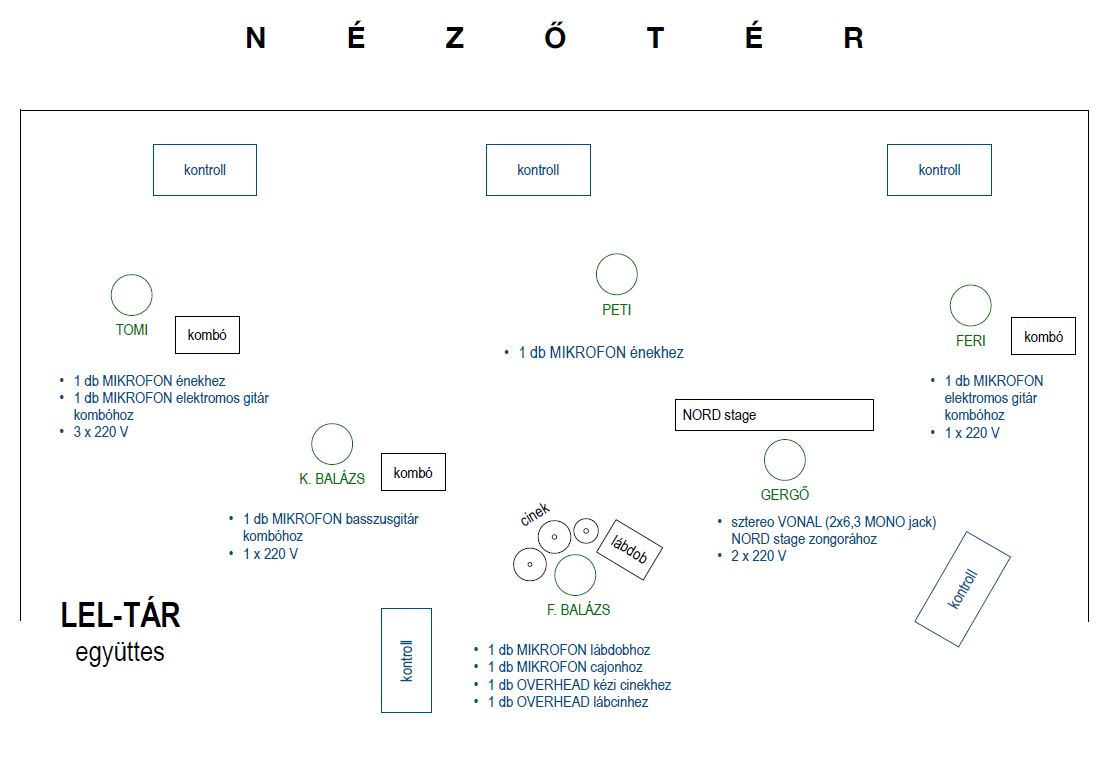 N É Z Ő T É R
kontroll
kontroll
kontroll
TOMI
kombó
• 1 db MIKROFON énekhez
• 1 db MIKROFON elektromos gitár
kombóhoz
• 3 x 220 V
PETI
• 1 db MIKROFON énekhez
FERI
kombó
• 1 db MIKROFON
elektromos gitár
kombóhoz
• 1 x 220 V
K. BALÁZS
kombó
• 1 db MIKROFON basszusgitár
kombóhoz
• 1 x 220 V
NORD stage
GERGŐ
• sztereo VONAL (2x6,3 MONO jack)
NORD stage zongorához
• 2 x 220 V
cinek
lábdob
F. BALÁZS
• 1 db MIKROFON lábdobhoz
• 1 db MIKROFON cajonhoz
• 1 db OVERHEAD kézi cinekhez
• 1 db OVERHEAD lábcinhez
kontroll
kontroll
LEL-TÁR
együttes